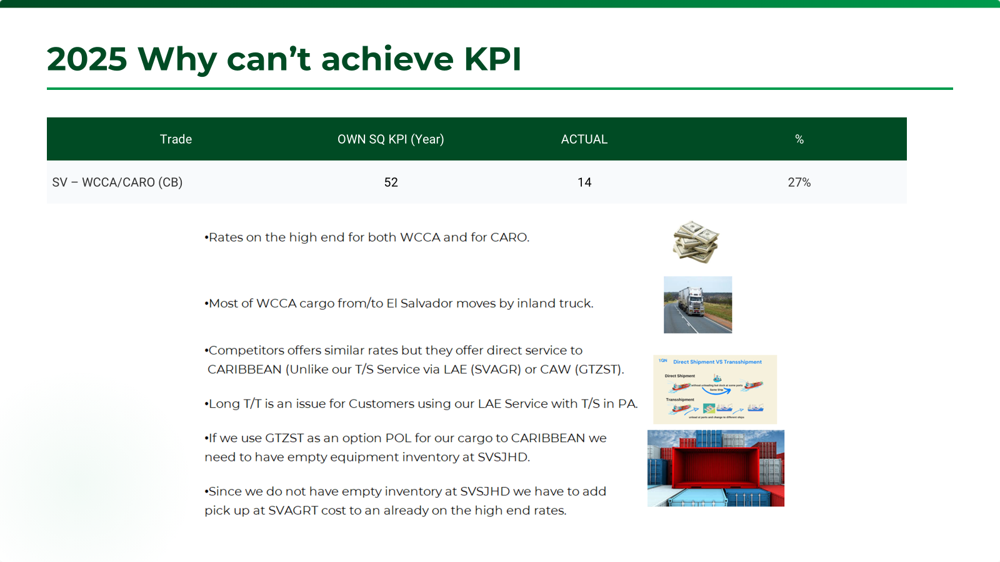 2025 Why can’t achieve KPI
Trade OWN SQ KPI (Year) ACTUAL %
SV – WCCA/CARO (CB) 52 14 27%
•Rates on the high end for both WCCA and for CARO.
•Most of WCCA cargo from/to El Salvador moves by inland truck.
•Competitors offers similar rates but they offer direct service to
CARIBBEAN (Unlike our T/S Service via LAE (SVAGR) or CAW (GTZST).
YQN Direct Shipment VS Transshipment
Direct Shipment
without unloading but dock at some ports
Same Ship
Transshipment
unload at ports and change to different ships
•Long T/T is an issue for Customers using our LAE Service with T/S in PA.
•If we use GTZST as an option POL for our cargo to CARIBBEAN we
need to have empty equipment inventory at SVSJHD.
•Since we do not have empty inventory at SVSJHD we have to add
pick up at SVAGRT cost to an already on the high end rates.